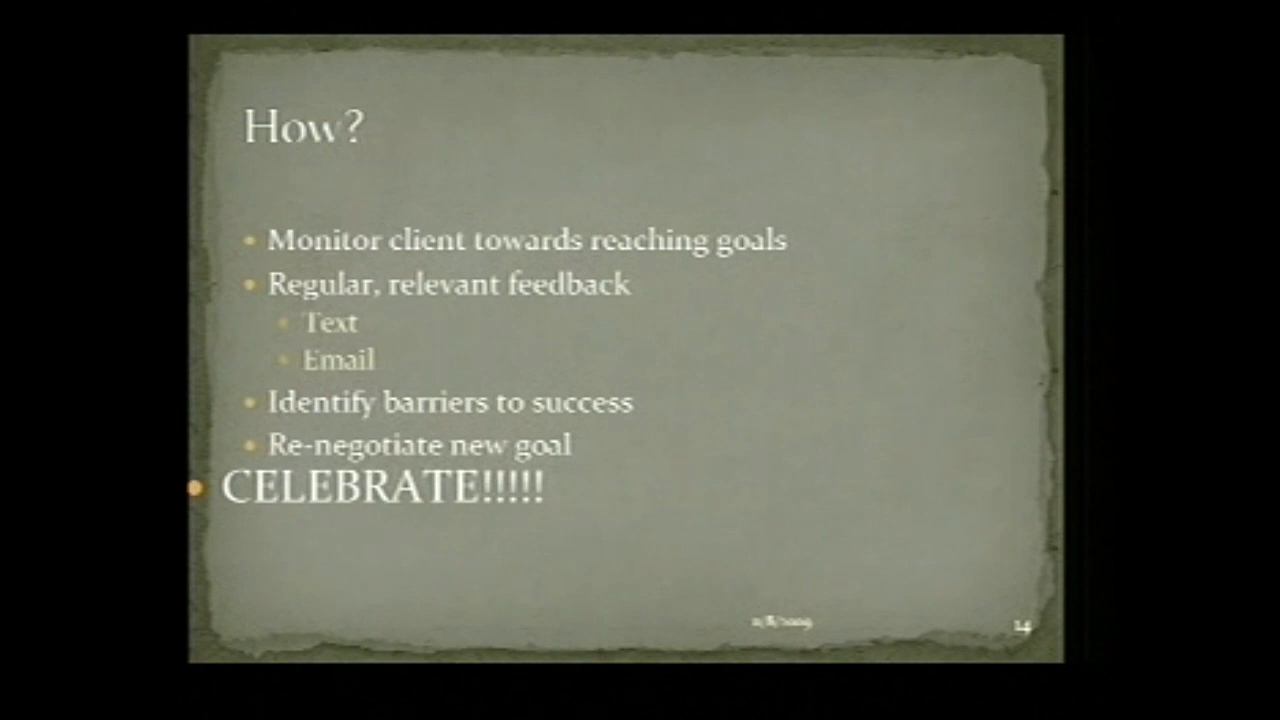 How?
• Monitor client towards reaching goals
• Regular, relevant feedback
• Text
• Email
• Identify barriers to success
• Re-negotiate new goal
• CELEBRATE!!!!!
14